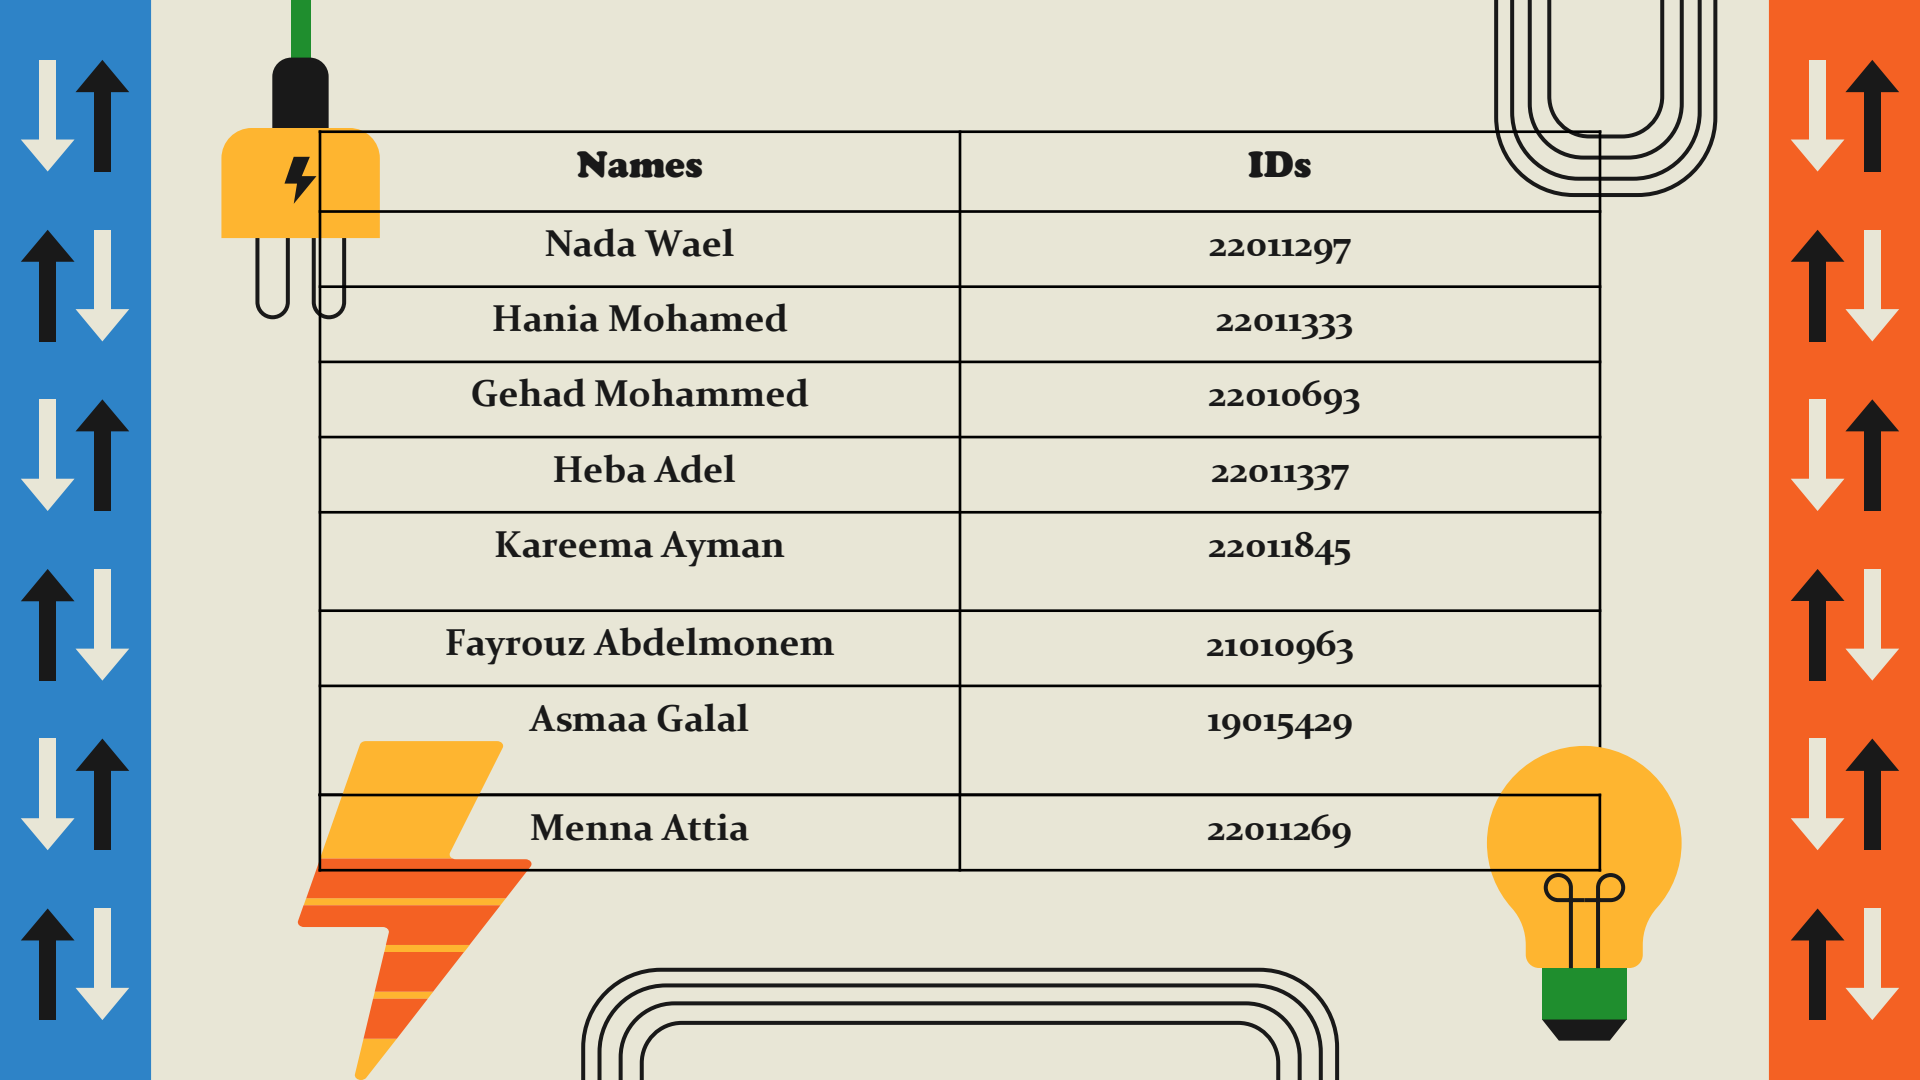 Names IDs
Nada Wael 22011297
Hania Mohamed 22011333
Gehad Mohammed 22010693
Heba Adel 22011337
Kareema Ayman 22011845
Fayrouz Abdelmonem 21010963
Asmaa Galal 19015429
Menna Attia 22011269